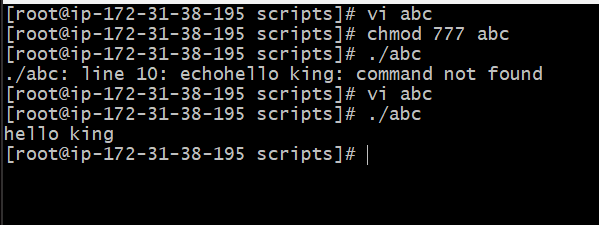 [root@ip-172-31-38-195 scripts]# vi abc
[root@ip-172-31-38-195 scripts]# chmod 777 abc
[root@ip-172-31-38-195 scripts]# ./abc
./abc: line 10: echohello king: command not found
[root@ip-172-31-38-195 scripts]# vi abc
[root@ip-172-31-38-195 scripts]# ./abc
hello king
[root@ip-172-31-38-195 scripts]#